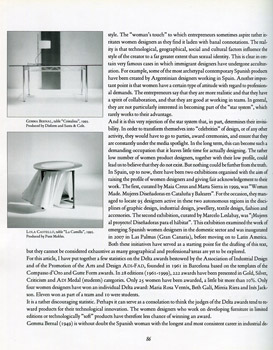 style. The "woman's touch" to which entrepreneurs sometimes aspire translates
women designers as they find it laden with banal connotations. The reality
is that technological, geographical, social and cultural factors influence the
style of the creator to a far greater extent than sexual identity. This is clear in certain
very famous cases in which immigrant designers have undergone acculturation.
For example, some of the most archetypal contemporary Spanish products
have been created by Argentinian designers working in Spain. Another important
point is that women have a certain type of attitude with regard to professional
demands. The entrepreneurs say that they are more realistic and that they have
a spirit of collaboration, and that they are good at working in teams. In general,
they are not particularly interested in becoming part of the "star system", which
rarely works to their advantage.
And it is this very rejection of the star system that, in part, determines their invisibility.
In order to transform themselves into "celebrities" of design, or of any other
activity, they would have to go to parties, award ceremonies, and ensure that they
are constantly under the media spotlight. In the long run, this can become such a
demanding occupation that it leaves little time for actually designing. The rather
low number of women product designers, together with their low profile, could
lead us to believe that they do not exist. But nothing could be further from the truth.
In Spain, up to now, there have been two exhibitions organised with the aim of
raising the profile of women designers and giving fair acknowledgement to their
work. The first, curated by Maia Creus and Marta Sierra in 1999, was "Women
Made. Mujeres Diseñadoras en Cataluña y Baleares". For the occasion, they managed
to locate 95 designers active in these two autonomous regions in the disciplines
of graphic design, industrial design, jewellery, textile design, fashion and
accessories. The second exhibition, curated by Marcelo Leslabay, was "Mujeres
al proyecto! Diseñadoras para el hábitat". This exhibition examined the work of
emerging Spanish women designers in the domestic sector and was inaugurated
in 2007 in Las Palmas (Gran Canaria), before moving on to Latin America.
Both these initiatives have served as a starting point for the drafting of this text,
but they cannot be considered exhaustive as many geographical and professional areas are yet to be explored.
For this article, I have put together a few statistics on the Delta awards bestowed by the Association of Industrial Design
and the Promotion of the Arts and Design ADI-FAD, founded in 1961 in Barcelona based on the template of the
Compasso d'Oro and Gute Form awards. In 28 editions (1961-1999), 222 awards have been presented in Gold, Silver,
Criticism and ADI Medal (student) categories. Only 23 women have been awarded, a little bit more than 10%. Only
four women designers have won an individual Delta award: Maria Rosa Ventós, Beth Galí, Mireia Riera and Inh Jackson.
Eleven won as part of a team and 10 were students.
It is a rather discouraging statistic. Perhaps it can serve as a consolation to think the judges of the Delta awards tend to reward
products for their technological innovation. The women designers who work on developing furniture in limited
editions or technologically "soft" products have therefore less chances of winning an award.
Gemma Bernal (1949) is without doubt the Spanish woman with the longest and most consistent career in industrial de-
Gemma Bernal, table "Comalino", 1992.
Produced by Disform and Santa & Cole.
Lola Castelló, table "La Camilla", 1995.
Produced by Punt Mobles.
86